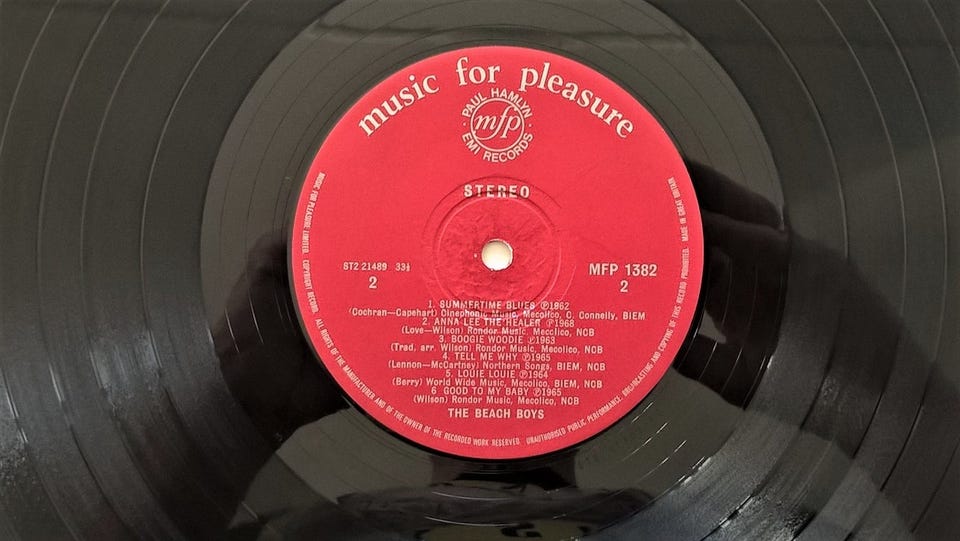 music for pleasure
PAUL HAMLYN
mfp
EMI RECORDS
STEREO
ST2 21489 33⅓
2
MFP 1382
2
1. SUMMERTIME BLUES ℗1962
(Cochran—Capehart) Cinephonic Music, Mecolico, C. Connelly, BIEM
2. ANNA LEE THE HEALER ℗1968
(Love—Wilson) Rondor Music, Mecolico, NCB
3. BOOGIE WOODIE ℗1963
(Trad. arr. Wilson) Rondor Music, Mecolico, NCB
4. TELL ME WHY ℗1965
(Lennon—McCartney) Northern Songs, BIEM, NCB
5. LOUIE LOUIE ℗1964
(Berry) World Wide Music, Mecolico, BIEM, NCB
6 GOOD TO MY BABY ℗1965
(Wilson) Rondor Music, Mecolico, NCB
THE BEACH BOYS
MUSIC FOR PLEASURE LIMITED. COPYRIGHT RECORD. ALL RIGHTS OF THE MANUFACTURER AND OF THE OWNER OF THE RECORDED WORK RESERVED. UNAUTHORISED PUBLIC PERFORMANCE BROADCASTING AND COPYING OF THIS RECORD PROHIBITED. MADE IN GREAT BRITAIN